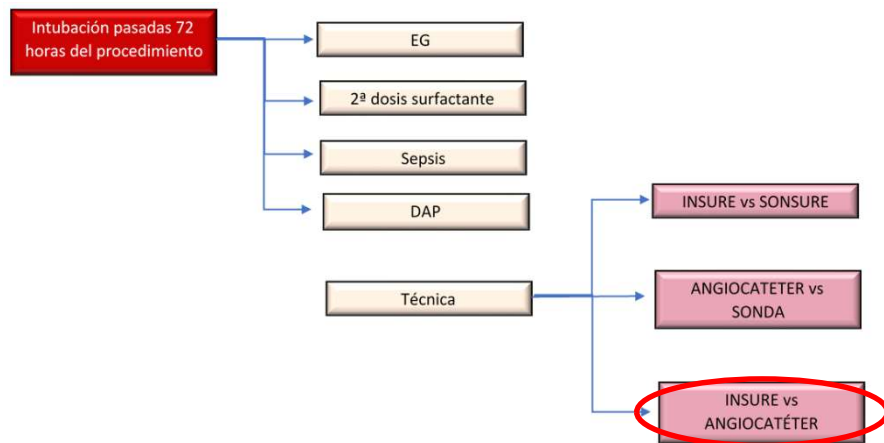 Intubación pasadas 72
horas del procedimiento
EG
2ª dosis surfactante
Sepsis
DAP
Técnica
INSURE vs SONSURE
ANGIOCATETER vs
SONDA
INSURE vs
ANGIOCATÉTER